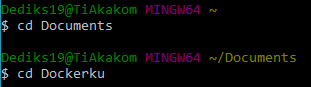 Dediks19@TiAkakom MINGW64 ~
$ cd Documents
Dediks19@TiAkakom MINGW64 ~/Documents
$ cd Dockerku